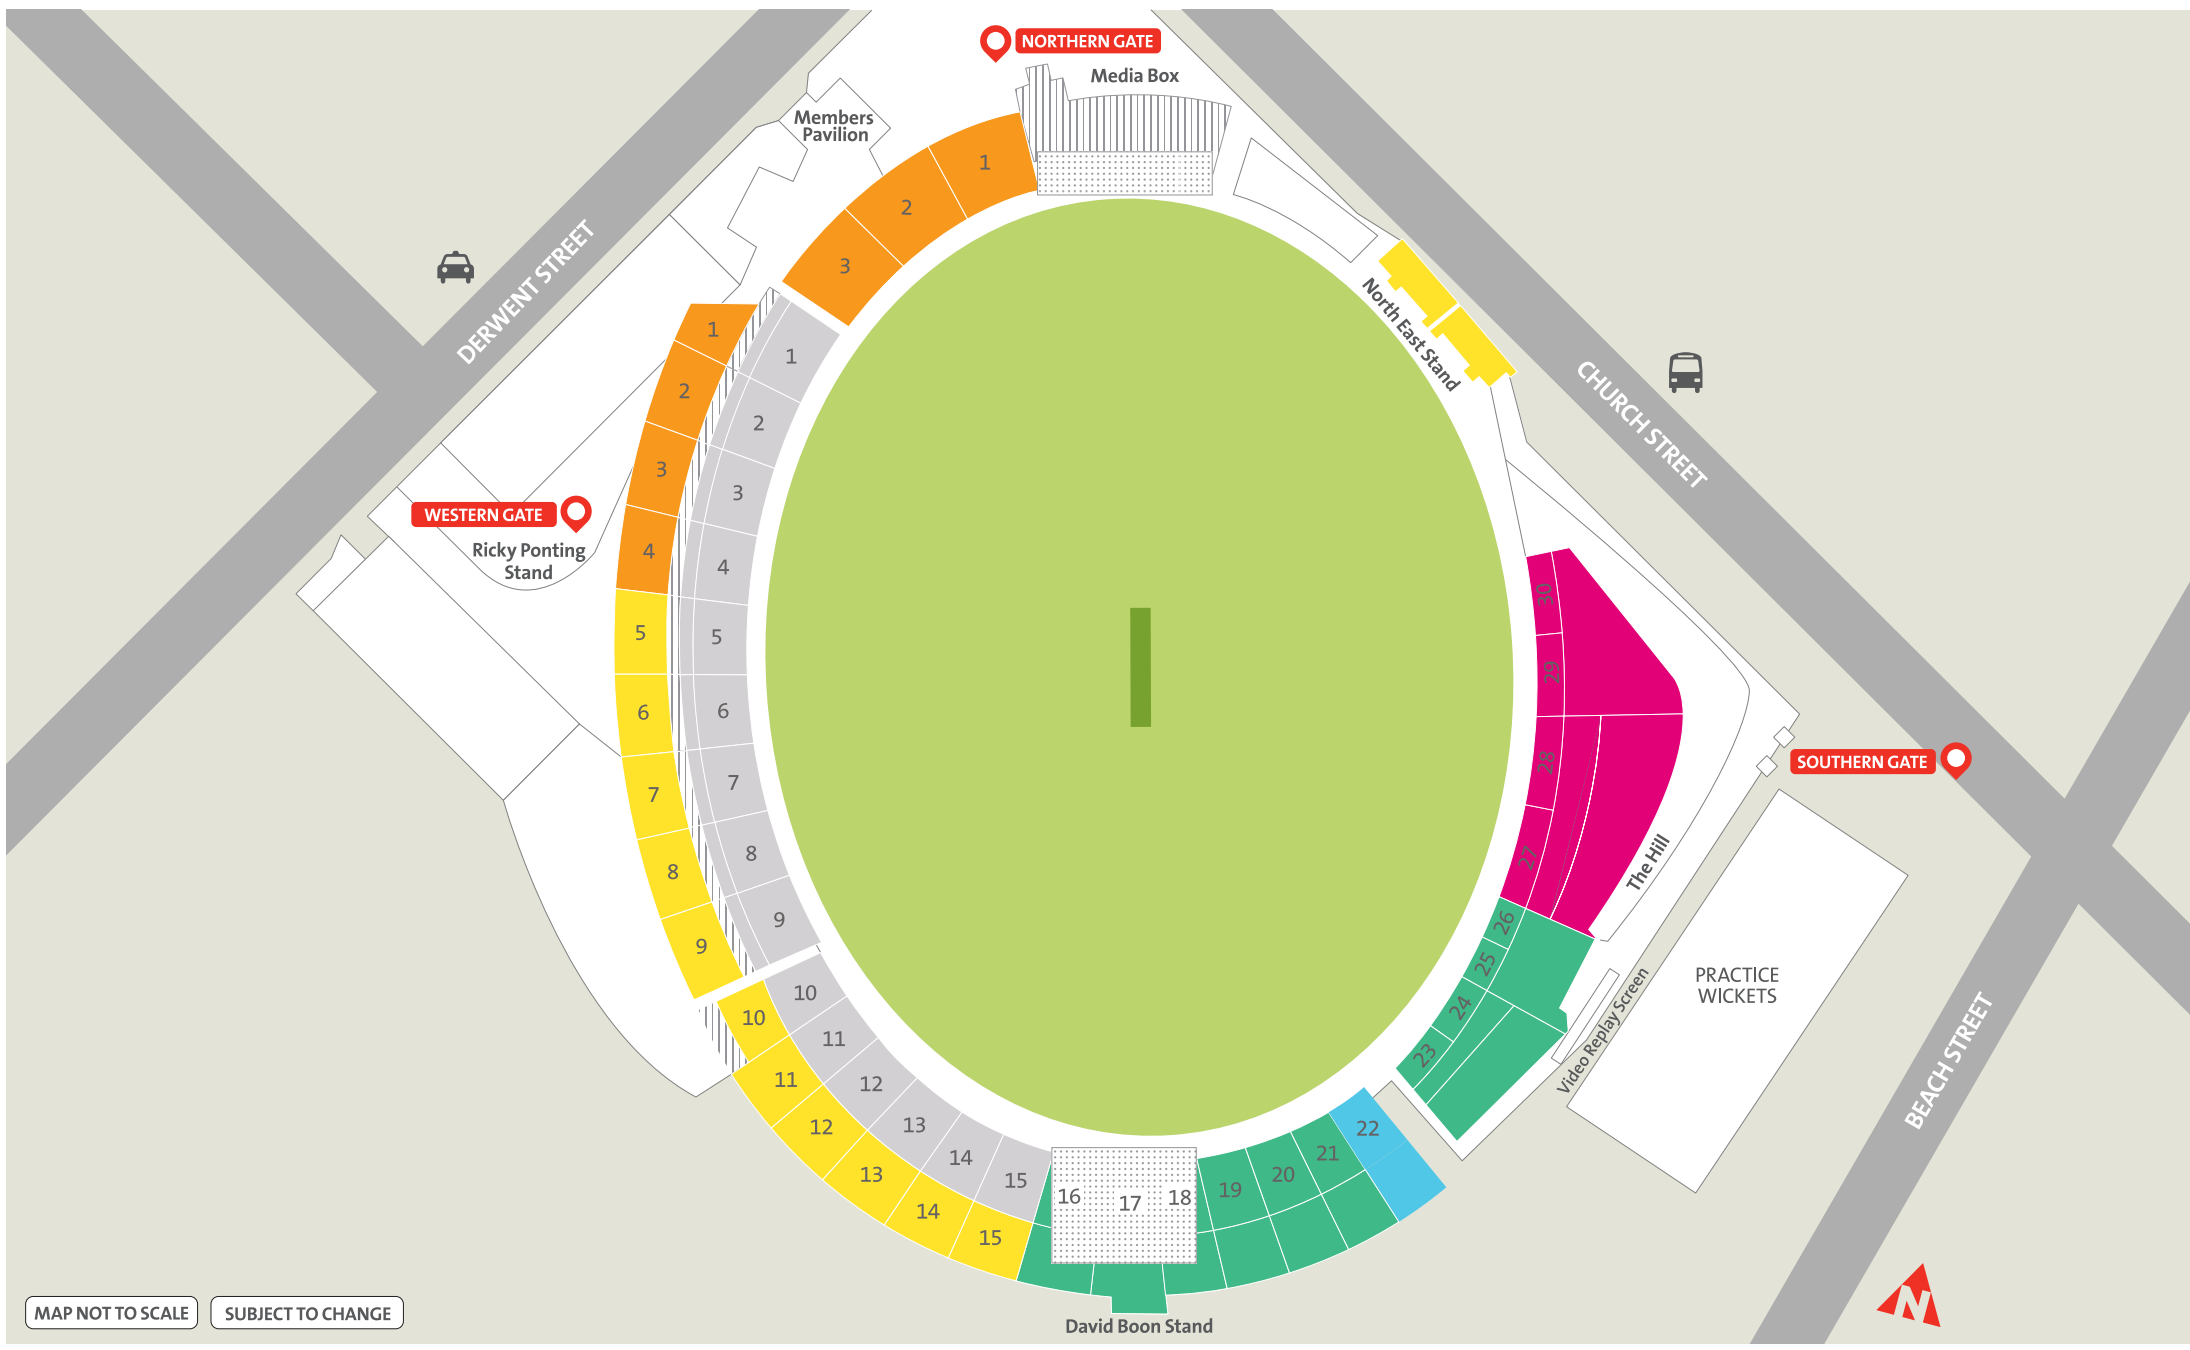 NORTHERN GATE
Media Box
Members
Pavilion
1
2
3
DERWENT STREET
CHURCH STREET
North East Stand
1
2
3
4
5
6
7
8
9
10
11
12
13
14
15
1
2
3
4
5
6
7
8
9
10
11
12
13
14
15
16
17
18
19
20
21
22
23
24
25
26
27
28
29
30
WESTERN GATE
Ricky Ponting
Stand
SOUTHERN GATE
The Hill
Video Replay Screen
PRACTICE
WICKETS
BEACH STREET
David Boon Stand
MAP NOT TO SCALE
SUBJECT TO CHANGE
N